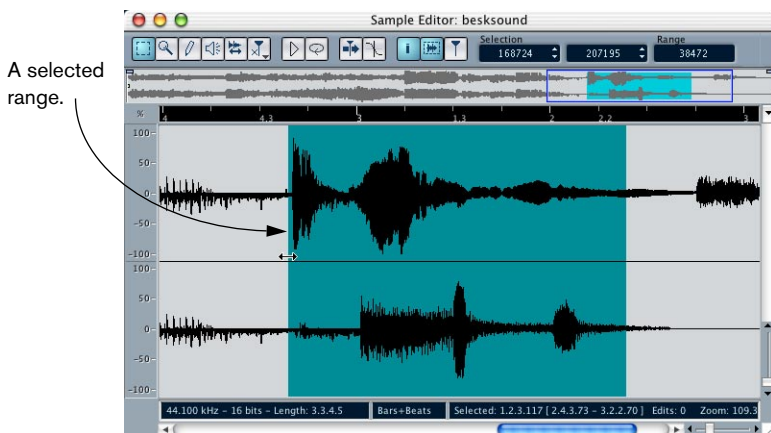 Sample Editor: besksound
Selection
Range
168724
207195
38472
A selected
range.
%
4 4.3 3 1.3 2 2.2 3
100
50
0
-50
-100
100
50
0
-50
-100
44.100 kHz - 16 bits - Length: 3.3.4.5
Bars+Beats
Selected: 1.2.3.117 [ 2.4.3.73 - 3.2.2.70 ]
Edits: 0
Zoom: 109.3